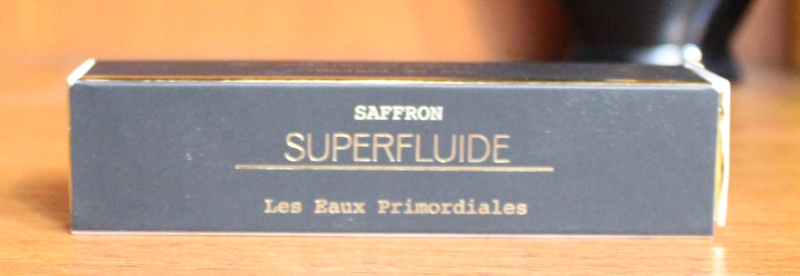 SAFFRON
SUPERFLUIDE
Les Eaux Primordiales